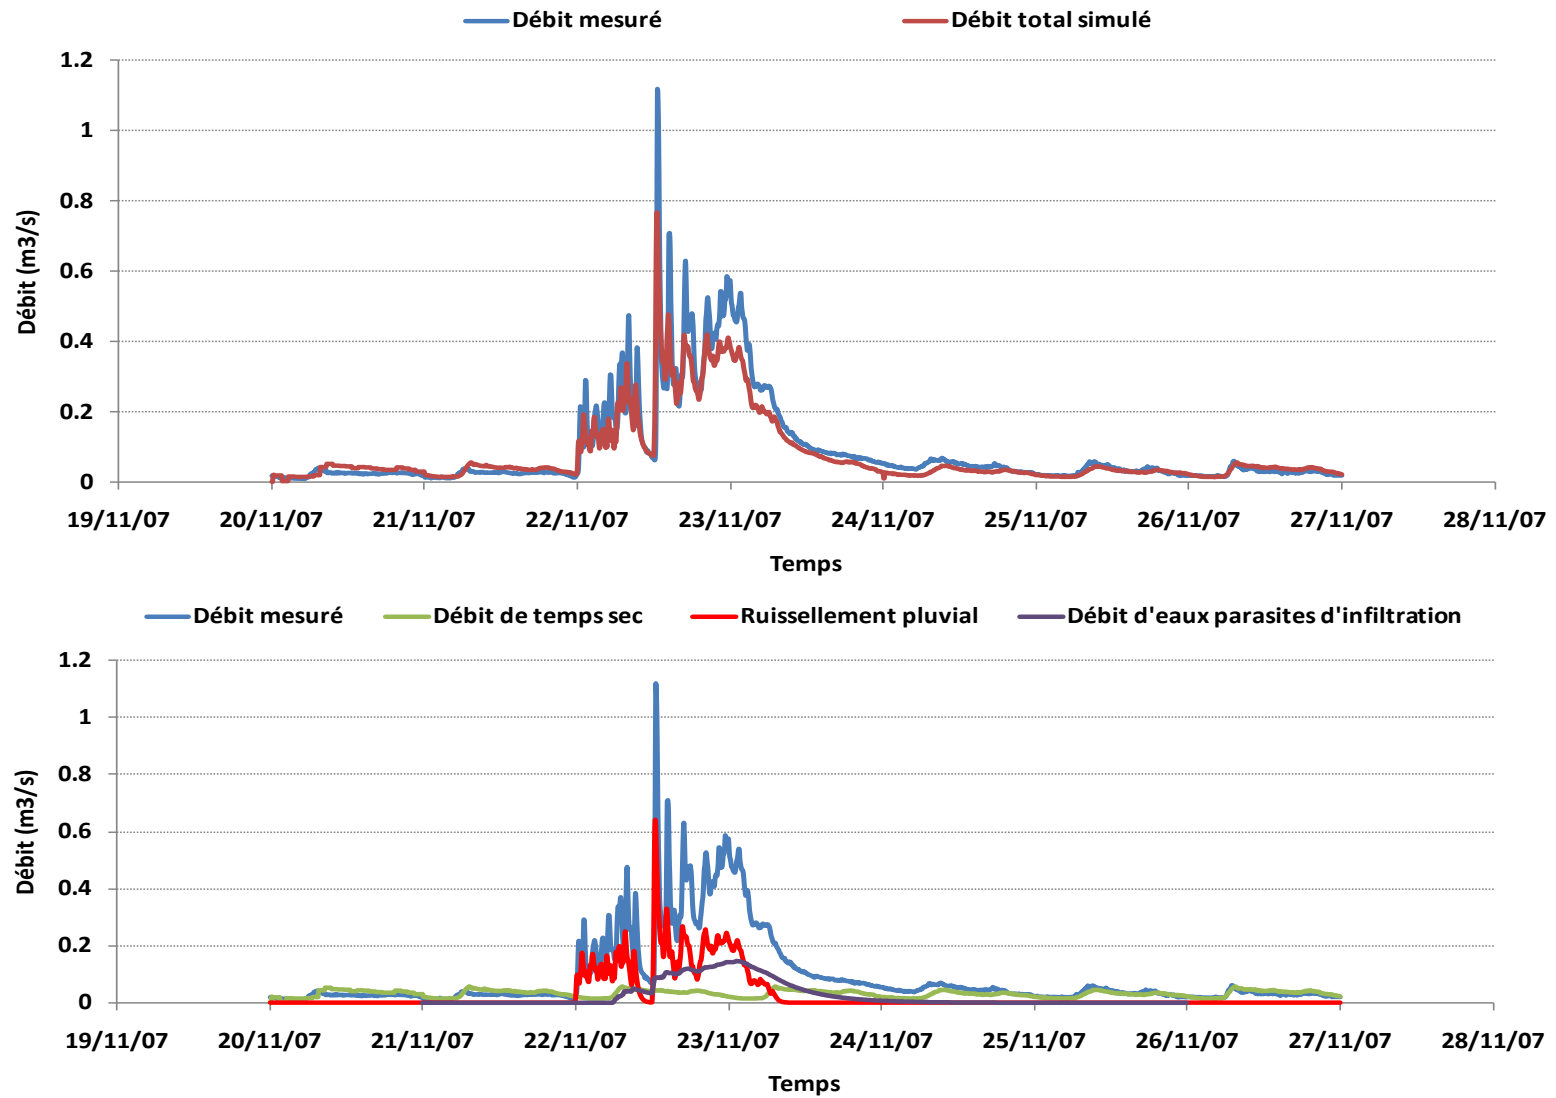 Débit mesuré Débit total simulé
1.2
1
0.8
0.6
0.4
0.2
0
Débit (m3/s)
19/11/07 20/11/07 21/11/07 22/11/07 23/11/07 24/11/07 25/11/07 26/11/07 27/11/07 28/11/07
Temps
Débit mesuré Débit de temps sec Ruissellement pluvial Débit d'eaux parasites d'infiltration
1.2
1
0.8
0.6
0.4
0.2
0
Débit (m3/s)
19/11/07 20/11/07 21/11/07 22/11/07 23/11/07 24/11/07 25/11/07 26/11/07 27/11/07 28/11/07
Temps